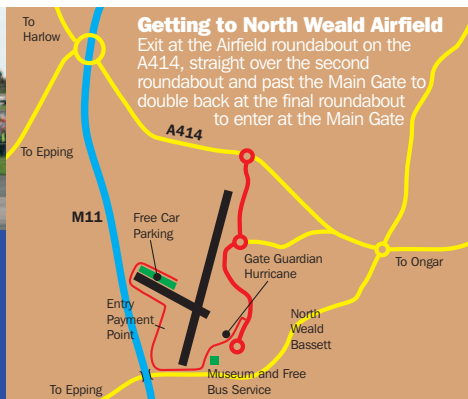 Getting to North Weald Airfield
Exit at the Airfield roundabout on the
A414, straight over the second
roundabout and past the Main Gate to
double back at the final roundabout
to enter at the Main Gate
To
Harlow
A414
To Epping
M11
Free Car
Parking
Gate Guardian
Hurricane
To Ongar
Entry
Payment
Point
North
Weald
Bassett
Museum and Free
Bus Service
To Epping